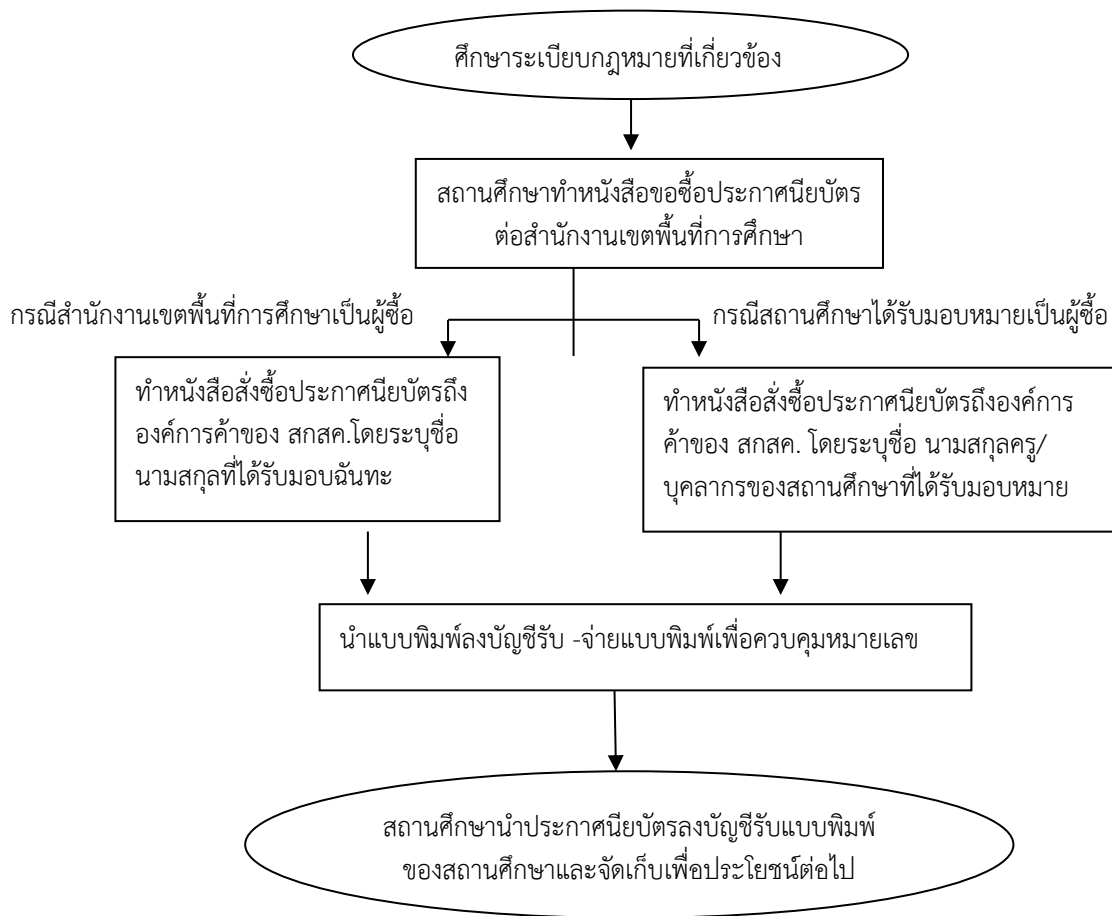 ศึกษาระเบียบกฎหมายที่เกี่ยวข้อง
สถานศึกษาทำหนังสือขอซื้อประกาศนียบัตร
ต่อสำนักงานเขตพื้นที่การศึกษา
กรณีสำนักงานเขตพื้นที่การศึกษาเป็นผู้ซื้อ
กรณีสถานศึกษาได้รับมอบหมายเป็นผู้ซื้อ
ทำหนังสือสั่งซื้อประกาศนียบัตรถึง
องค์การค้าของ สกสค.โดยระบุชื่อ
นามสกุลที่ได้รับมอบฉันทะ
ทำหนังสือสั่งซื้อประกาศนียบัตรถึงองค์การ
ค้าของ สกสค. โดยระบุชื่อ นามสกุลครู/
บุคลากรของสถานศึกษาที่ได้รับมอบหมาย
นำแบบพิมพ์ลงบัญชีรับ -จ่ายแบบพิมพ์เพื่อควบคุมหมายเลข
สถานศึกษานำประกาศนียบัตรลงบัญชีรับแบบพิมพ์
ของสถานศึกษาและจัดเก็บเพื่อประโยชน์ต่อไป